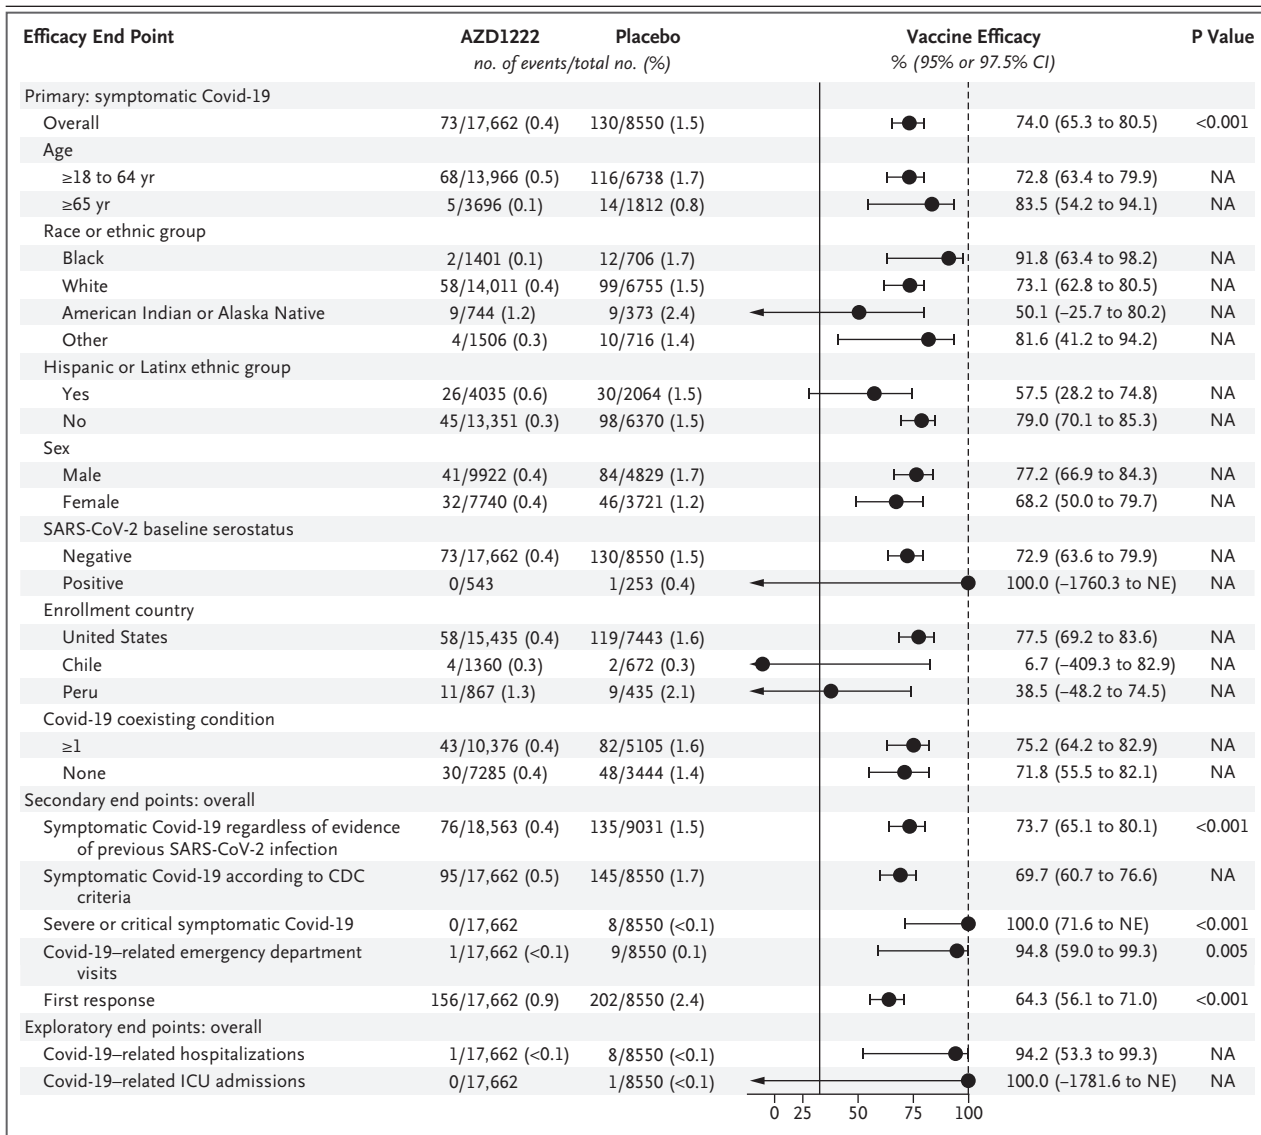 Efficacy End Point AZD1222 Placebo Vaccine Efficacy P Value
no. of events/total no. (%) % (95% or 97.5% CI)
Primary: symptomatic Covid-19
Overall 73/17,662 (0.4) 130/8550 (1.5) 74.0 (65.3 to 80.5) <0.001
Age
≥18 to 64 yr 68/13,966 (0.5) 116/6738 (1.7) 72.8 (63.4 to 79.9) NA
≥65 yr 5/3696 (0.1) 14/1812 (0.8) 83.5 (54.2 to 94.1) NA
Race or ethnic group
Black 2/1401 (0.1) 12/706 (1.7) 91.8 (63.4 to 98.2) NA
White 58/14,011 (0.4) 99/6755 (1.5) 73.1 (62.8 to 80.5) NA
American Indian or Alaska Native 9/744 (1.2) 9/373 (2.4) 50.1 (–25.7 to 80.2) NA
Other 4/1506 (0.3) 10/716 (1.4) 81.6 (41.2 to 94.2) NA
Hispanic or Latinx ethnic group
Yes 26/4035 (0.6) 30/2064 (1.5) 57.5 (28.2 to 74.8) NA
No 45/13,351 (0.3) 98/6370 (1.5) 79.0 (70.1 to 85.3) NA
Sex
Male 41/9922 (0.4) 84/4829 (1.7) 77.2 (66.9 to 84.3) NA
Female 32/7740 (0.4) 46/3721 (1.2) 68.2 (50.0 to 79.7) NA
SARS-CoV-2 baseline serostatus
Negative 73/17,662 (0.4) 130/8550 (1.5) 72.9 (63.6 to 79.9) NA
Positive 0/543 1/253 (0.4) 100.0 (–1760.3 to NE) NA
Enrollment country
United States 58/15,435 (0.4) 119/7443 (1.6) 77.5 (69.2 to 83.6) NA
Chile 4/1360 (0.3) 2/672 (0.3) 6.7 (–409.3 to 82.9) NA
Peru 11/867 (1.3) 9/435 (2.1) 38.5 (–48.2 to 74.5) NA
Covid-19 coexisting condition
≥1 43/10,376 (0.4) 82/5105 (1.6) 75.2 (64.2 to 82.9) NA
None 30/7285 (0.4) 48/3444 (1.4) 71.8 (55.5 to 82.1) NA
Secondary end points: overall
Symptomatic Covid-19 regardless of evidence 76/18,563 (0.4) 135/9031 (1.5) 73.7 (65.1 to 80.1) <0.001
of previous SARS-CoV-2 infection
Symptomatic Covid-19 according to CDC 95/17,662 (0.5) 145/8550 (1.7) 69.7 (60.7 to 76.6) NA
criteria
Severe or critical symptomatic Covid-19 0/17,662 8/8550 (<0.1) 100.0 (71.6 to NE) <0.001
Covid-19–related emergency department 1/17,662 (<0.1) 9/8550 (0.1) 94.8 (59.0 to 99.3) 0.005
visits
First response 156/17,662 (0.9) 202/8550 (2.4) 64.3 (56.1 to 71.0) <0.001
Exploratory end points: overall
Covid-19–related hospitalizations 1/17,662 (<0.1) 8/8550 (<0.1) 94.2 (53.3 to 99.3) NA
Covid-19–related ICU admissions 0/17,662 1/8550 (<0.1) 100.0 (–1781.6 to NE) NA
0 25 50 75 100